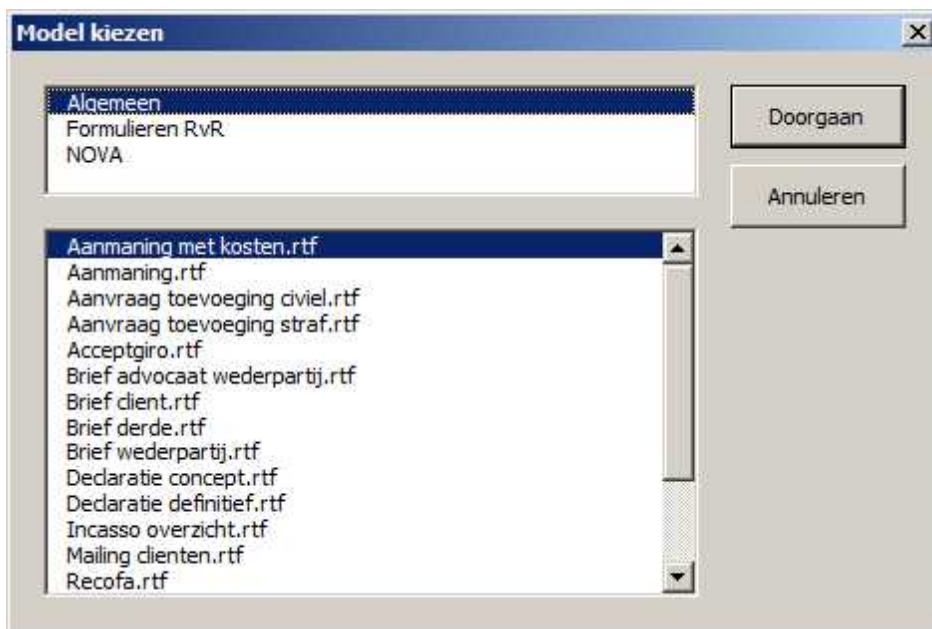 Model kiezen
Algemeen
Formulieren RvR
NOVA
Doorgaan
Annuleren
Aanmaning met kosten.rtf
Aanmaning.rtf
Aanvraag toevoeging civiel.rtf
Aanvraag toevoeging straf.rtf
Acceptgiro.rtf
Brief advocaat wederpartij.rtf
Brief client.rtf
Brief derde.rtf
Brief wederpartij.rtf
Declaratie concept.rtf
Declaratie definitief.rtf
Incasso overzicht.rtf
Mailing clienten.rtf
Recofa.rtf